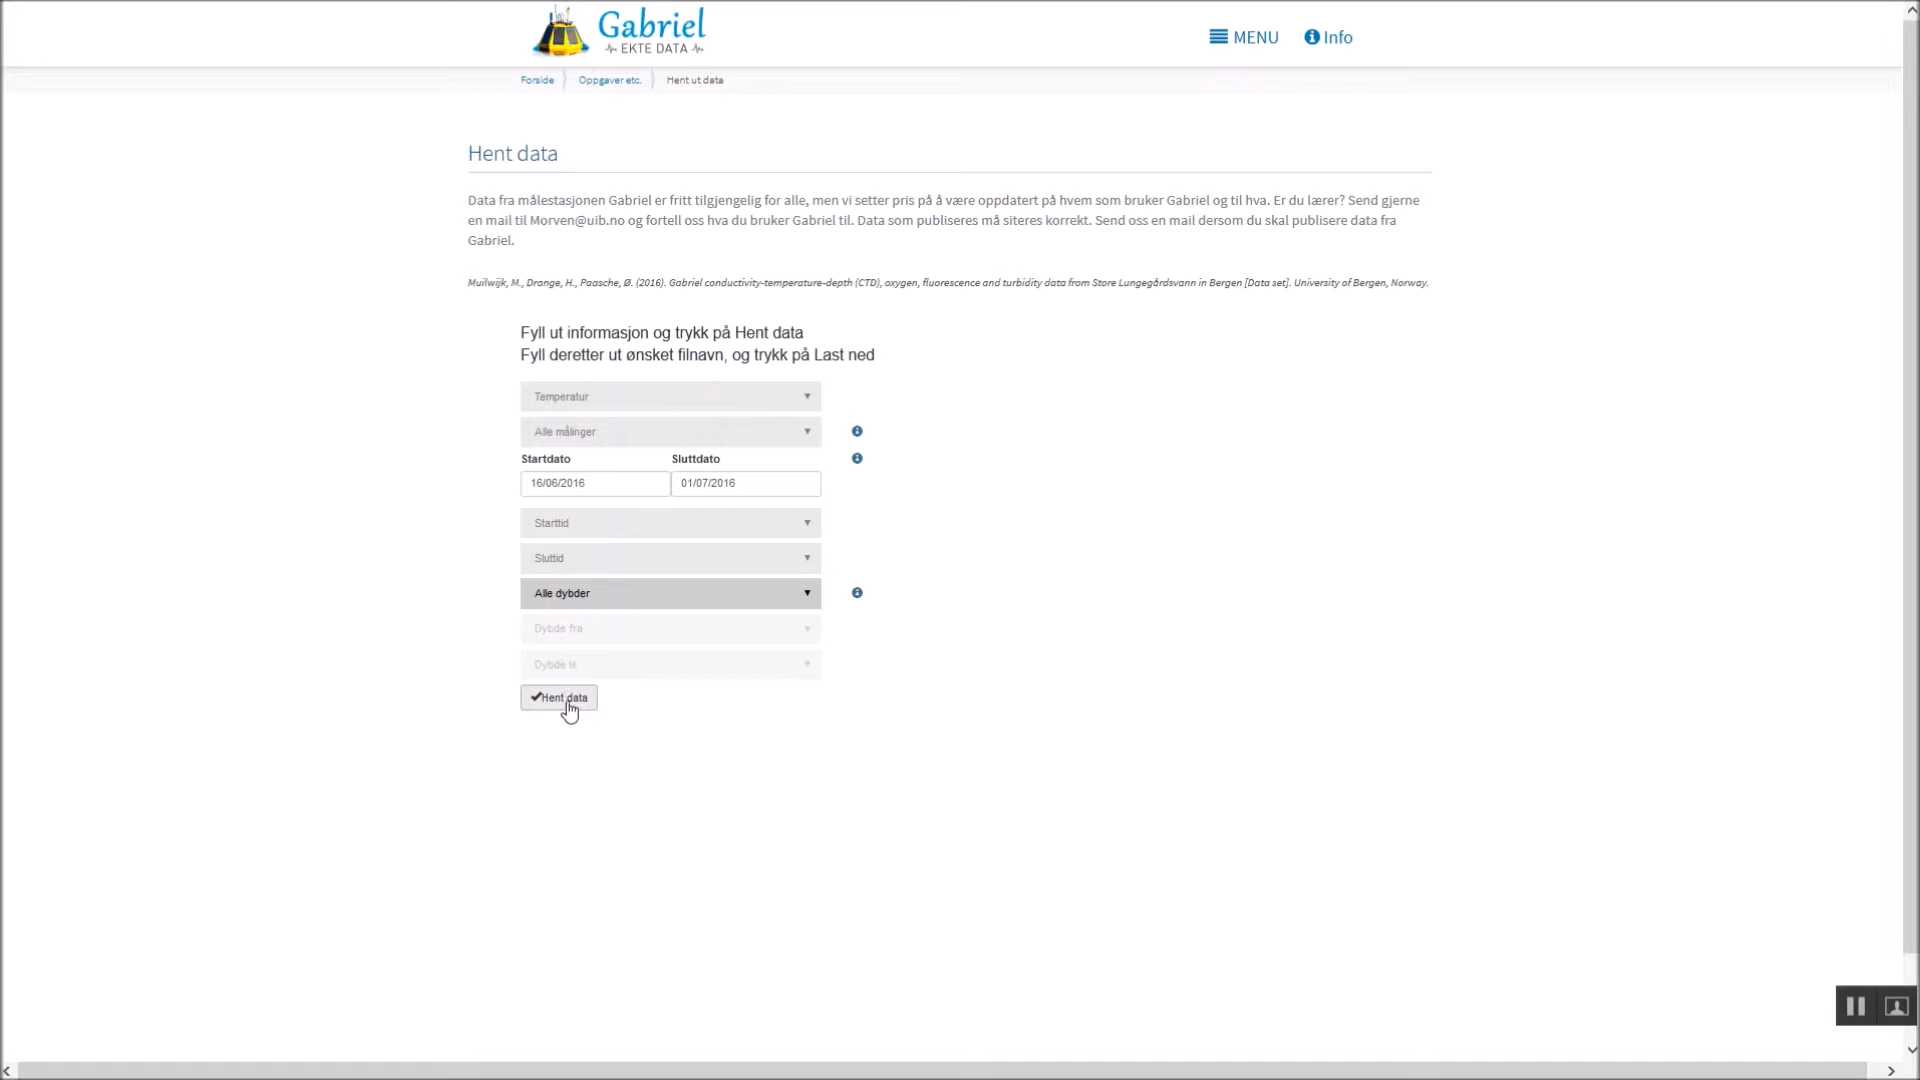 Gabriel
EKTE DATA
MENU
Info
Forside
Oppgaver etc.
Hent ut data
Hent data
Data fra målestasjonen Gabriel er fritt tilgjengelig for alle, men vi setter pris på å være oppdatert på hvem som bruker Gabriel og til hva. Er du lærer? Send gjerne
en mail til Morven@uib.no og fortell oss hva du bruker Gabriel til. Data som publiseres må siteres korrekt. Send oss en mail dersom du skal publisere data fra
Gabriel.
Muilwijk, M., Drange, H., Paasche, Ø. (2016). Gabriel conductivity-temperature-depth (CTD), oxygen, fluorescence and turbidity data from Store Lungegårdsvann in Bergen [Data set]. University of Bergen, Norway.
Fyll ut informasjon og trykk på Hent data
Fyll deretter ut ønsket filnavn, og trykk på Last ned
Temperatur
Alle målinger
Startdato
Sluttdato
16/06/2016
01/07/2016
Starttid
Sluttid
Alle dybder
Dybde fra
Dybde til
Hent data